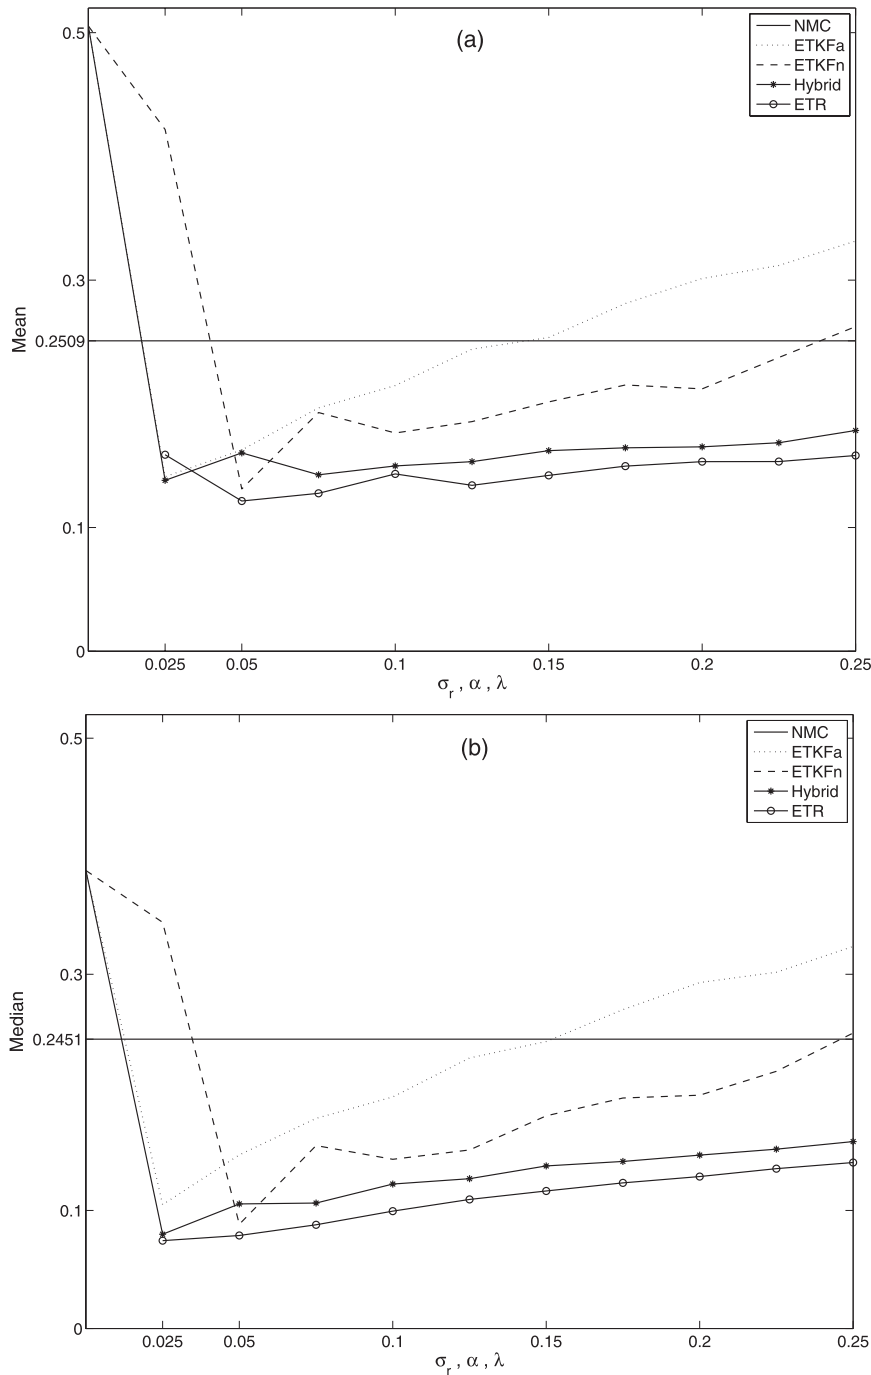 (a)
NMC
ETKFa
ETKFn
Hybrid
ETR
0.5
0.3
0.2509
0.1
0
Mean
0.025
0.05
0.1
0.15
0.2
0.25
σr , α , λ
(b)
NMC
ETKFa
ETKFn
Hybrid
ETR
0.5
0.3
0.2451
0.1
0
Median
0.025
0.05
0.1
0.15
0.2
0.25
σr , α , λ